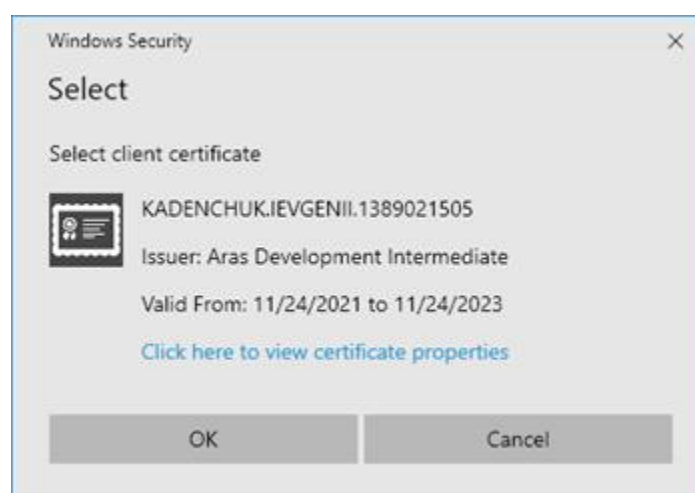 Windows Security
Select
Select client certificate
KADENCHUK.IEVGENII.1389021505
Issuer: Aras Development Intermediate
Valid From: 11/24/2021 to 11/24/2023
Click here to view certificate properties
OK
Cancel